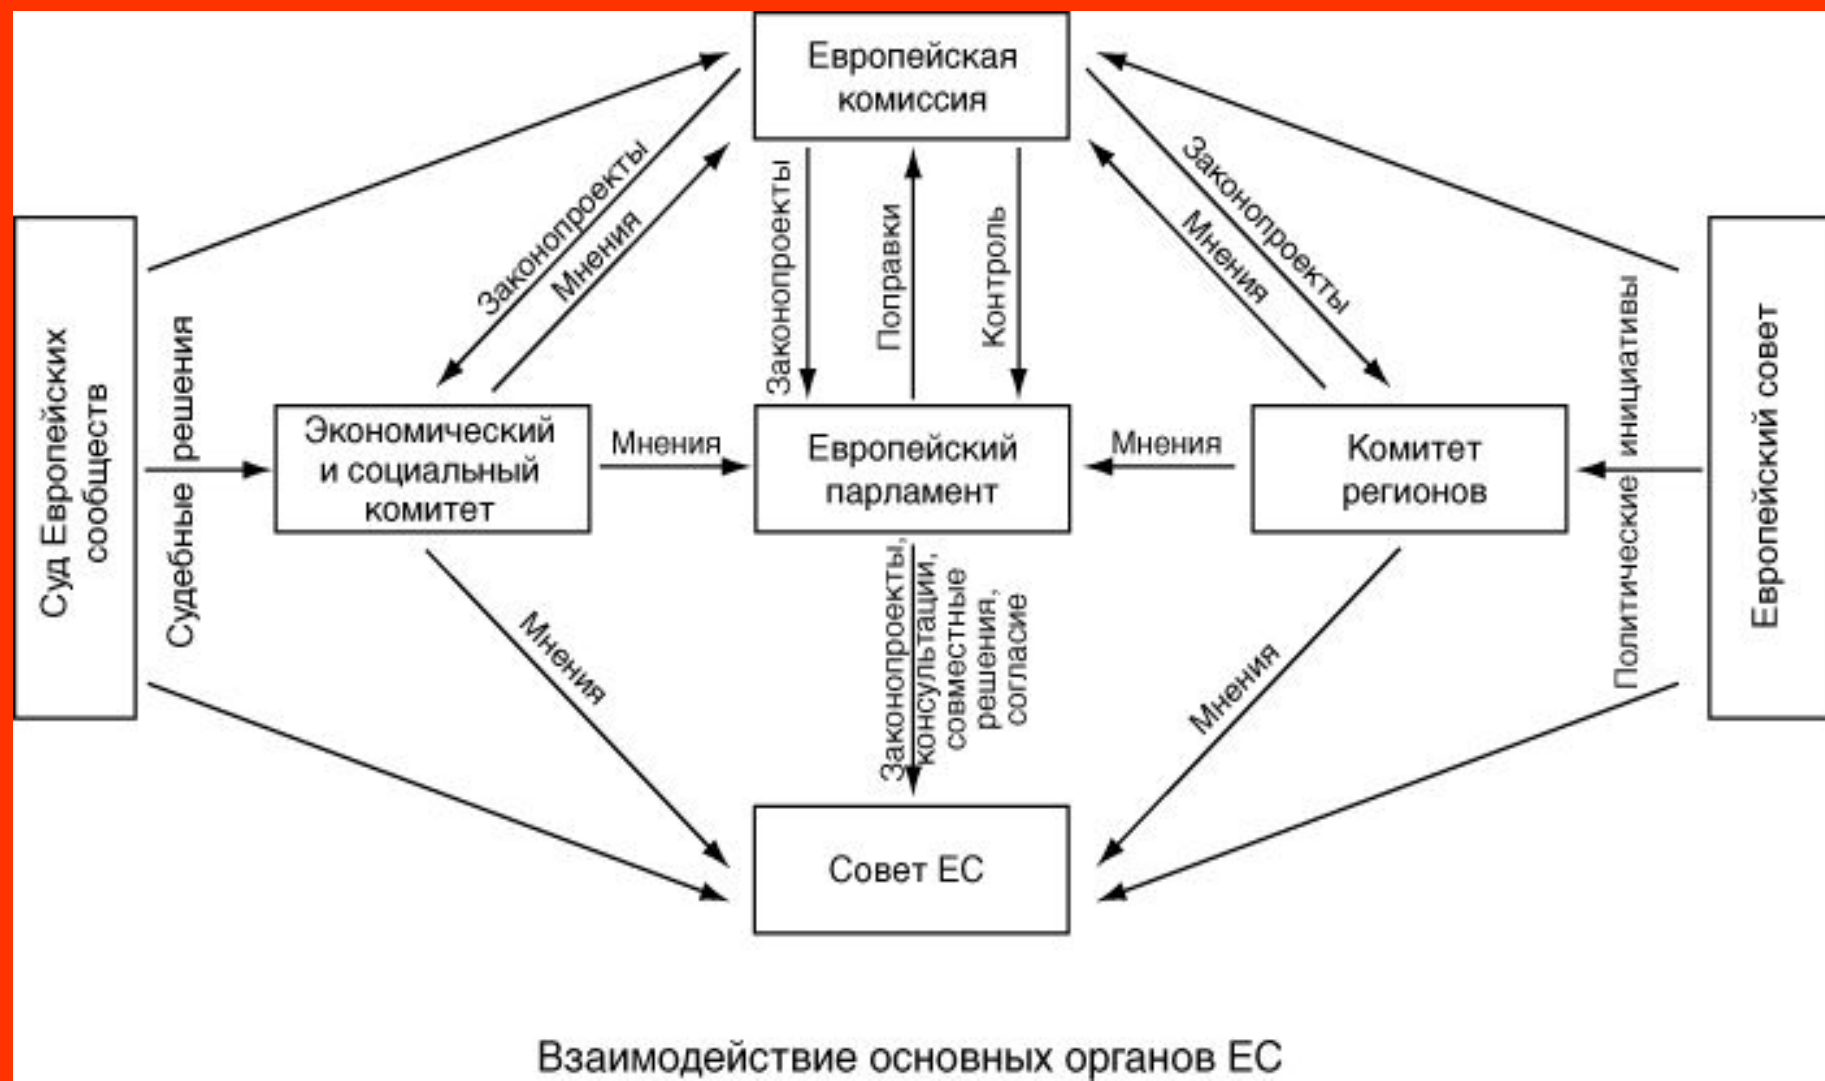 Европейская
комиссия
Законопроекты
Мнения
Законопроекты
Поправки
Контроль
Законопроекты
Мнения
Суд Европейских
сообществ
Судебные решения
Экономический
и социальный
комитет
Мнения
Европейский
парламент
Мнения
Комитет
регионов
Политические инициативы
Европейский совет
Мнения
Законопроекты,
консультации,
совместные
решения,
согласие
Мнения
Совет ЕС
Взаимодействие основных органов ЕС